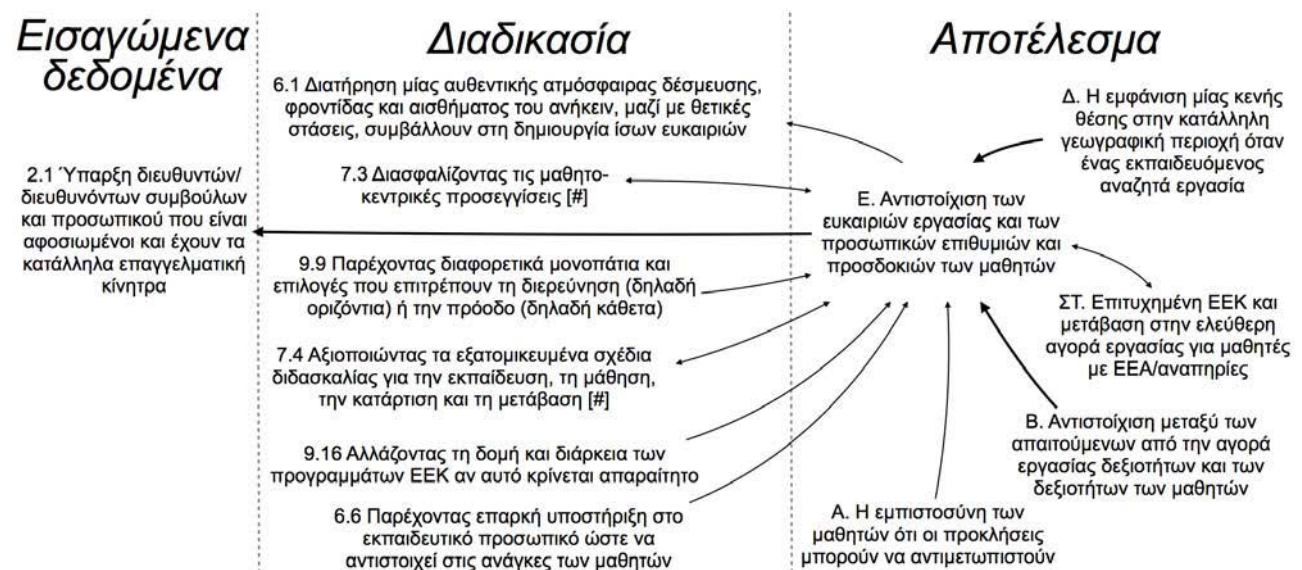 Εισαγώμενα
δεδομένα
2.1 Ύπαρξη διευθυντών/
διευθυνόντων συμβούλων
και προσωπικού που είναι
αφοσιωμένοι και έχουν τα
κατάλληλα επαγγελματική
κίνητρα
Διαδικασία
6.1 Διατήρηση μίας αυθεντικής ατμόσφαιρας δέσμευσης,
φροντίδας και αισθήματος του ανήκειν, μαζί με θετικές
στάσεις, συμβάλλουν στη δημιουργία ίσων ευκαιριών
7.3 Διασφαλίζοντας τις μαθητο-
κεντρικές προσεγγίσεις [#]
9.9 Παρέχοντας διαφορετικά μονοπάτια και
επιλογές που επιτρέπουν τη διερεύνηση (δηλαδή
οριζόντια) ή την πρόοδο (δηλαδή κάθετα)
7.4 Αξιοποιώντας τα εξατομικευμένα σχέδια
διδασκαλίας για την εκπαίδευση, τη μάθηση,
την κατάρτιση και τη μετάβαση [#]
9.16 Αλλάζοντας τη δομή και διάρκεια των
προγραμμάτων ΕΕΚ αν αυτό κρίνεται απαραίτητο
6.6 Παρέχοντας επαρκή υποστήριξη στο
εκπαιδευτικό προσωπικό ώστε να
αντιστοιχεί στις ανάγκες των μαθητών
Αποτέλεσμα
Δ. Η εμφάνιση μίας κενής
θέσης στην κατάλληλη
γεωγραφική περιοχή όταν
ένας εκπαιδευόμενος
αναζητά εργασία
Ε. Αντιστοίχιση των
ευκαιριών εργασίας και των
προσωπικών επιθυμιών και
προσδοκιών των μαθητών
ΣΤ. Επιτυχημένη ΕΕΚ και
μετάβαση στην ελεύθερη
αγορά εργασίας για μαθητές
με ΕΕΑ/αναπηρίες
Β. Αντιστοίχιση μεταξύ των
απαιτούμενων από την αγορά
εργασίας δεξιοτήτων και των
δεξιοτήτων των μαθητών
Α. Η εμπιστοσύνη των
μαθητών ότι οι προκλήσεις
μπορούν να αντιμετωπιστούν